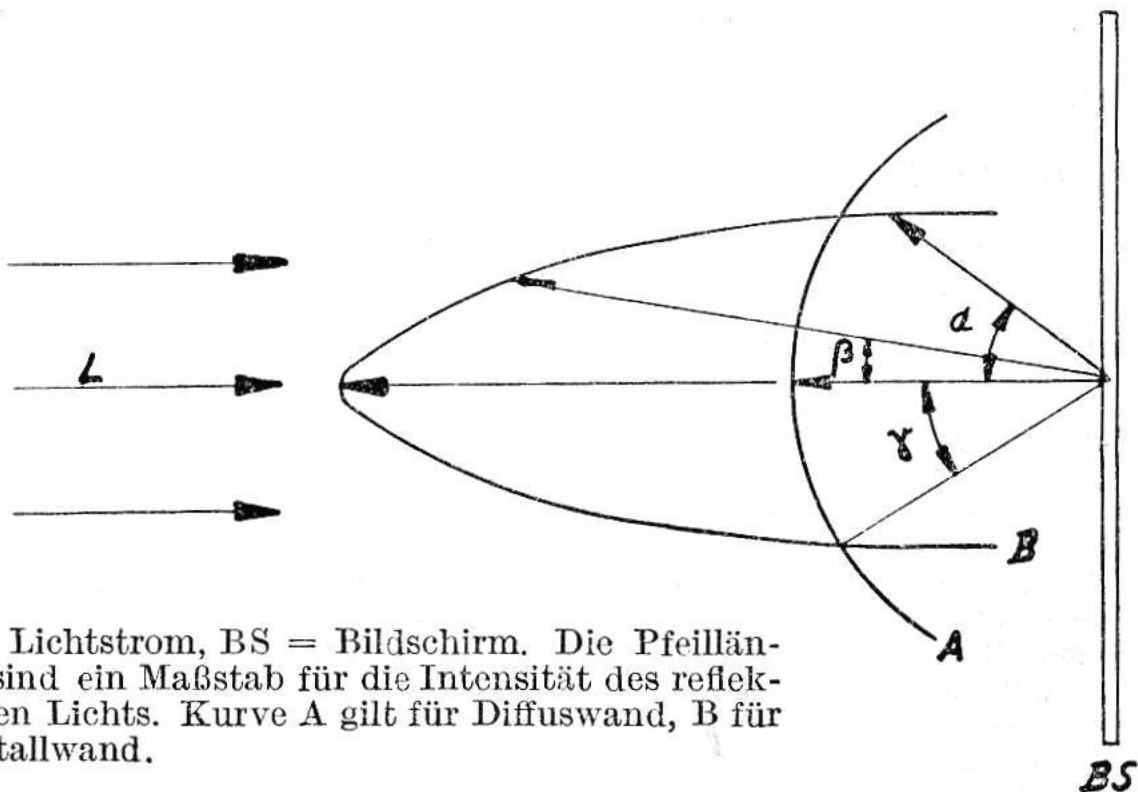 L
α
β
γ
B
A
Lichtstrom, BS = Bildschirm. Die Pfeillän-
sind ein Maßstab für die Intensität des reflek-
en Lichts. Kurve A gilt für Diffuswand, B für
tallwand.
BS